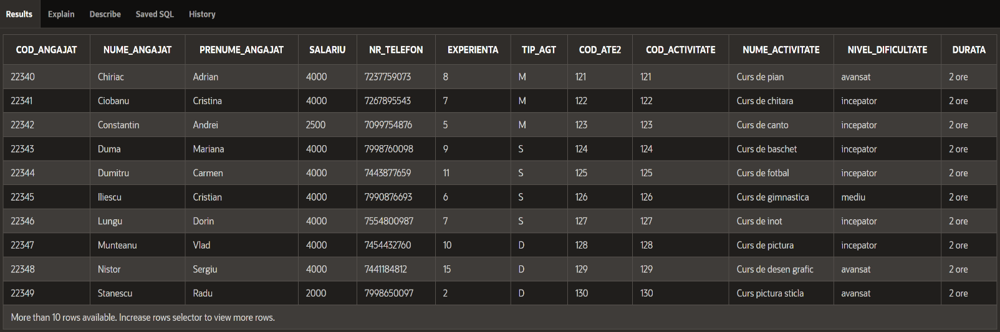 Results Explain Describe Saved SQL History
COD_ANGAJAT NUME_ANGAJAT PRENUME_ANGAJAT SALARIU NR_TELEFON EXPERIENTA TIP_AGT COD_ATE2 COD_ACTIVITATE NUME_ACTIVITATE NIVEL_DIFICULTATE DURATA
22340 Chiriac Adrian 4000 7237759073 8 M 121 121 Curs de pian avansat 2 ore
22341 Ciobanu Cristina 4000 7267895543 7 M 122 122 Curs de chitara incepator 2 ore
22342 Constantin Andrei 2500 7099754876 5 M 123 123 Curs de canto incepator 2 ore
22343 Duma Mariana 4000 7998760098 9 S 124 124 Curs de baschet incepator 2 ore
22344 Dumitru Carmen 4000 7443877659 11 S 125 125 Curs de fotbal incepator 2 ore
22345 Iliescu Cristian 4000 7990876693 6 S 126 126 Curs de gimnastica mediu 2 ore
22346 Lungu Dorin 4000 7554800987 7 S 127 127 Curs de inot incepator 2 ore
22347 Munteanu Vlad 4000 7454432760 10 D 128 128 Curs de pictura incepator 2 ore
22348 Nistor Sergiu 4000 7441184812 15 D 129 129 Curs de desen grafic avansat 2 ore
22349 Stanescu Radu 2000 7998650097 2 D 130 130 Curs pictura sticla avansat 2 ore
More than 10 rows available. Increase rows selector to view more rows.